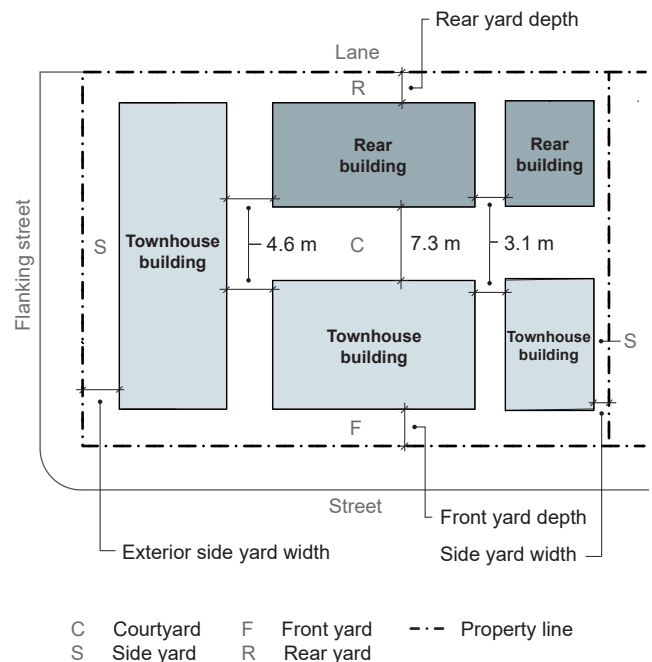 Rear yard depth
Lane
R
Rear
building
Rear
building
Flanking street
S
Townhouse
building
4.6 m
C
7.3 m
3.1 m
Townhouse
building
Townhouse
building
S
F
Street
Front yard depth
Exterior side yard width
Side yard width
C Courtyard F Front yard Property line
S Side yard R Rear yard